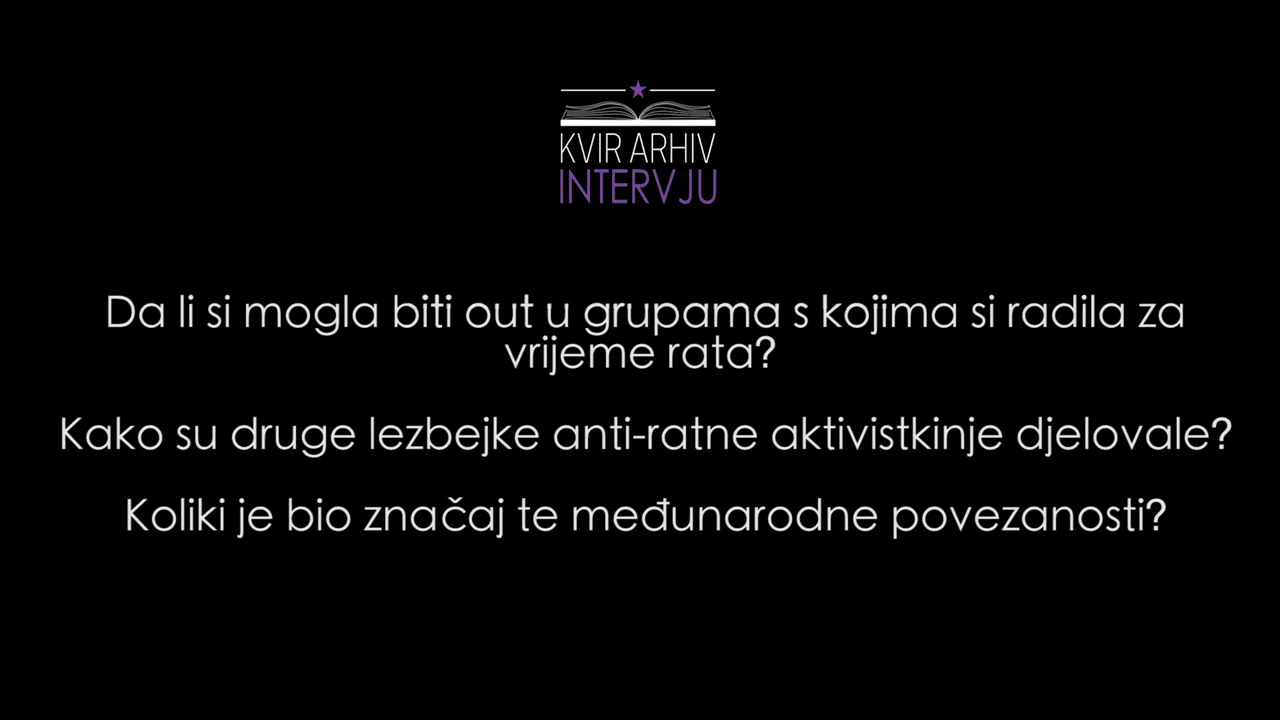 KVIR ARHIV
INTERVJU
Da li si mogla biti out u grupama s kojima si radila za
vrijeme rata?
Kako su druge lezbejke anti-ratne aktivistkinje djelovale?
Koliki je bio značaj te međunarodne povezanosti?